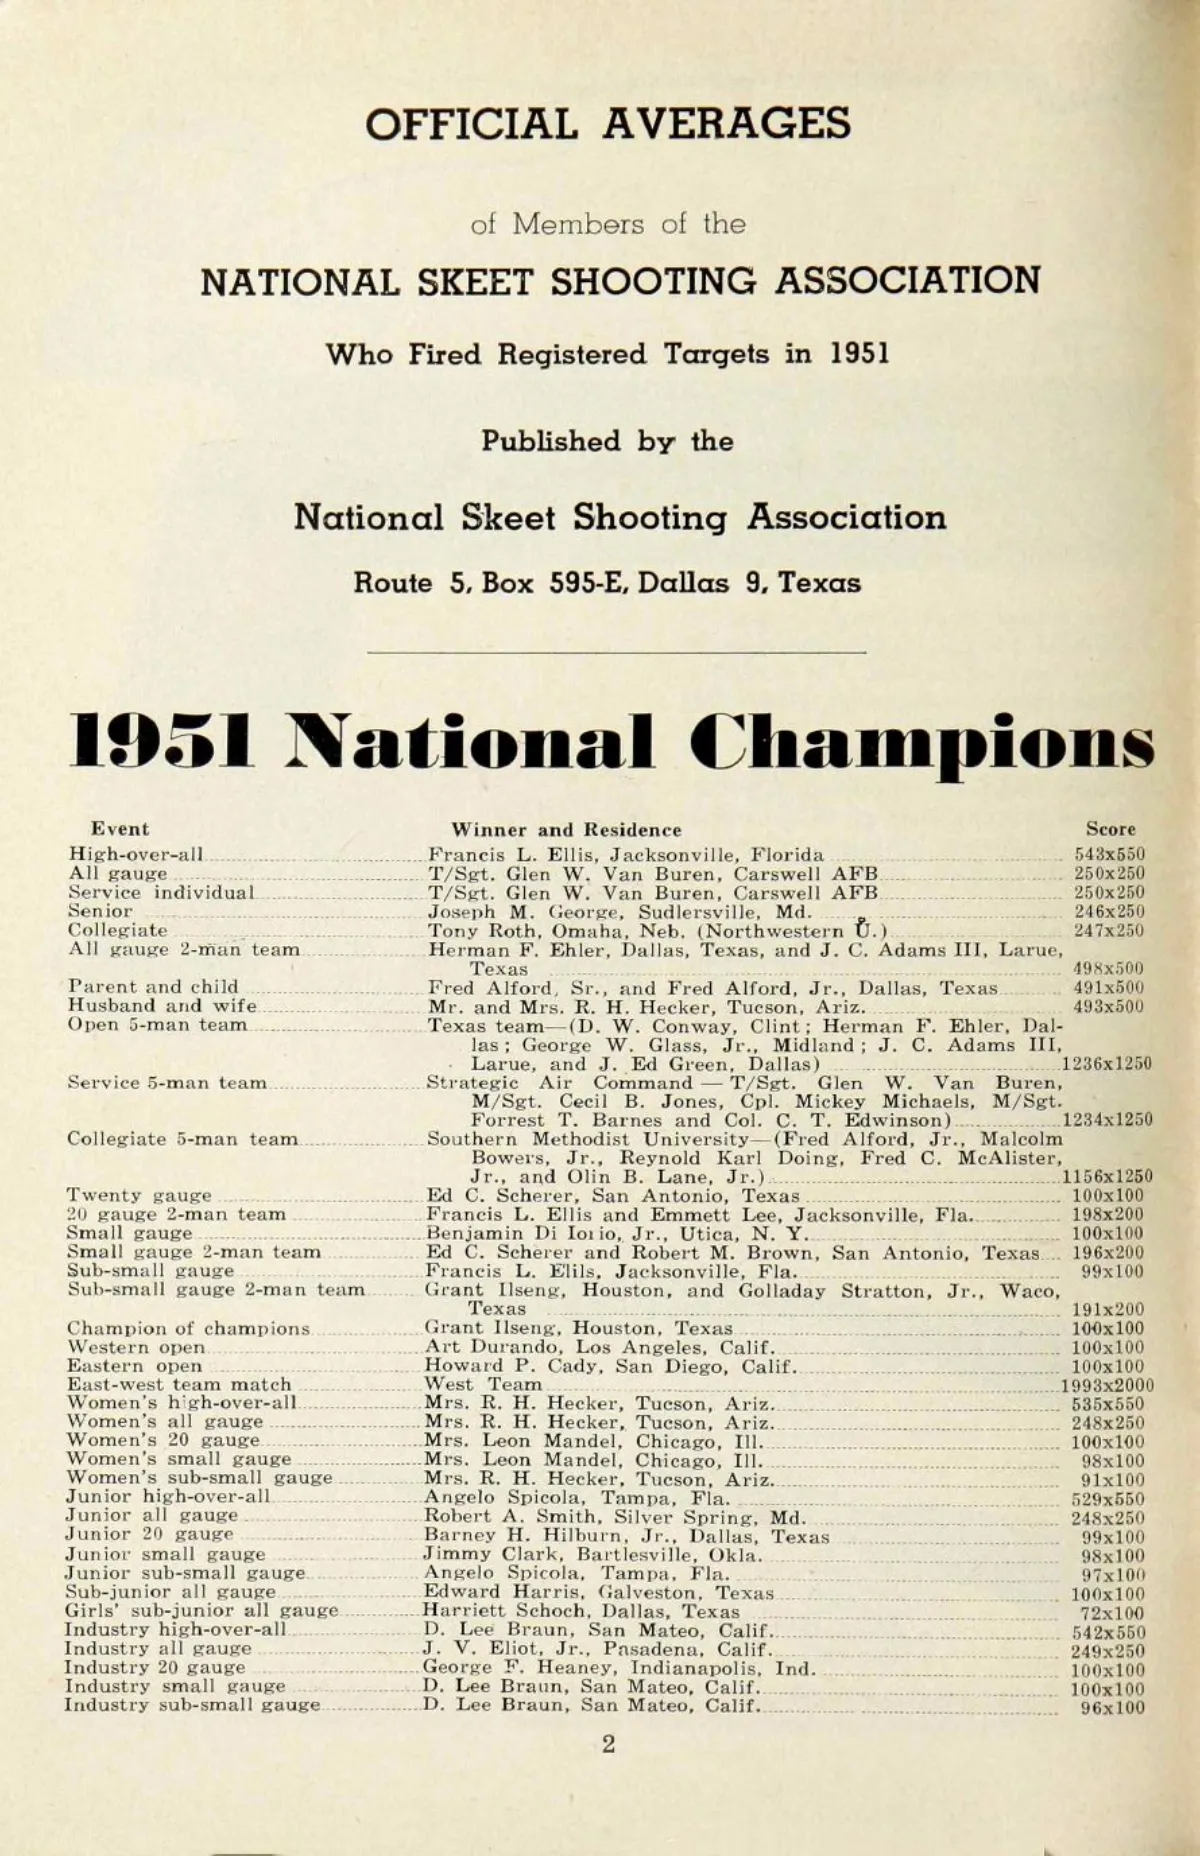 OFFICIAL AVERAGES
of Members of the
NATIONAL SKEET SHOOTING ASSOCIATION
Who Fired Registered Targets in 1951
Published by the
National Skeet Shooting Association
Route 5, Box 595-E, Dallas 9, Texas
1951 National Champions
Event Winner and Residence Score
High-over-all Francis L. Ellis, Jacksonville, Florida 543x550
All gauge T/Sgt. Glen W. Van Buren, Carswell AFB 250x250
Service individual T/Sgt. Glen W. Van Buren, Carswell AFB 250x250
Senior Joseph M. George, Sudlersville, Md. 246x250
Collegiate Tony Roth, Omaha, Neb. (Northwestern U.) 247x250
All gauge 2-man team Herman F. Ehler, Dallas, Texas, and J. C. Adams III, Larue,
Texas 498x500
Parent and child Fred Alford, Sr., and Fred Alford, Jr., Dallas, Texas 491x500
Husband and wife Mr. and Mrs. R. H. Hecker, Tucson, Ariz. 493x500
Open 5-man team Texas team—(D. W. Conway, Clint; Herman F. Ehler, Dal-
las; George W. Glass, Jr., Midland; J. C. Adams III,
Larue, and J. Ed Green, Dallas) 1236x1250
Service 5-man team Strategic Air Command — T/Sgt. Glen W. Van Buren,
M/Sgt. Cecil B. Jones, Cpl. Mickey Michaels, M/Sgt.
Forrest T. Barnes and Col. C. T. Edwinson) 1234x1250
Collegiate 5-man team Southern Methodist University—(Fred Alford, Jr., Malcolm
Bowers, Jr., Reynold Karl Doing, Fred C. McAlister,
Jr., and Olin B. Lane, Jr.) 1156x1250
Twenty gauge Ed C. Scherer, San Antonio, Texas 100x100
20 gauge 2-man team Francis L. Ellis and Emmett Lee, Jacksonville, Fla. 198x200
Small gauge Benjamin Di Iorio, Jr., Utica, N. Y. 100x100
Small gauge 2-man team Ed C. Scherer and Robert M. Brown, San Antonio, Texas 196x200
Sub-small gauge Francis L. Elils, Jacksonville, Fla. 99x100
Sub-small gauge 2-man team Grant Ilseng, Houston, and Golladay Stratton, Jr., Waco,
Texas 191x200
Champion of champions Grant Ilseng, Houston, Texas 100x100
Western open Art Durando, Los Angeles, Calif. 100x100
Eastern open Howard P. Cady, San Diego, Calif. 100x100
East-west team match West Team 1993x2000
Women's high-over-all Mrs. R. H. Hecker, Tucson, Ariz. 535x550
Women's all gauge Mrs. R. H. Hecker, Tucson, Ariz. 248x250
Women's 20 gauge Mrs. Leon Mandel, Chicago, Ill. 100x100
Women's small gauge Mrs. Leon Mandel, Chicago, Ill. 98x100
Women's sub-small gauge Mrs. R. H. Hecker, Tucson, Ariz. 91x100
Junior high-over-all Angelo Spicola, Tampa, Fla. 529x550
Junior all gauge Robert A. Smith, Silver Spring, Md. 248x250
Junior 20 gauge Barney H. Hilburn, Jr., Dallas, Texas 99x100
Junior small gauge Jimmy Clark, Bartlesville, Okla. 98x100
Junior sub-small gauge Angelo Spicola, Tampa, Fla. 97x100
Sub-junior all gauge Edward Harris, Galveston, Texas 100x100
Girls' sub-junior all gauge Harriett Schoch, Dallas, Texas 72x100
Industry high-over-all D. Lee Braun, San Mateo, Calif. 542x550
Industry all gauge J. V. Eliot, Jr., Pasadena, Calif. 249x250
Industry 20 gauge George F. Heaney, Indianapolis, Ind. 100x100
Industry small gauge D. Lee Braun, San Mateo, Calif. 100x100
Industry sub-small gauge D. Lee Braun, San Mateo, Calif. 96x100
2